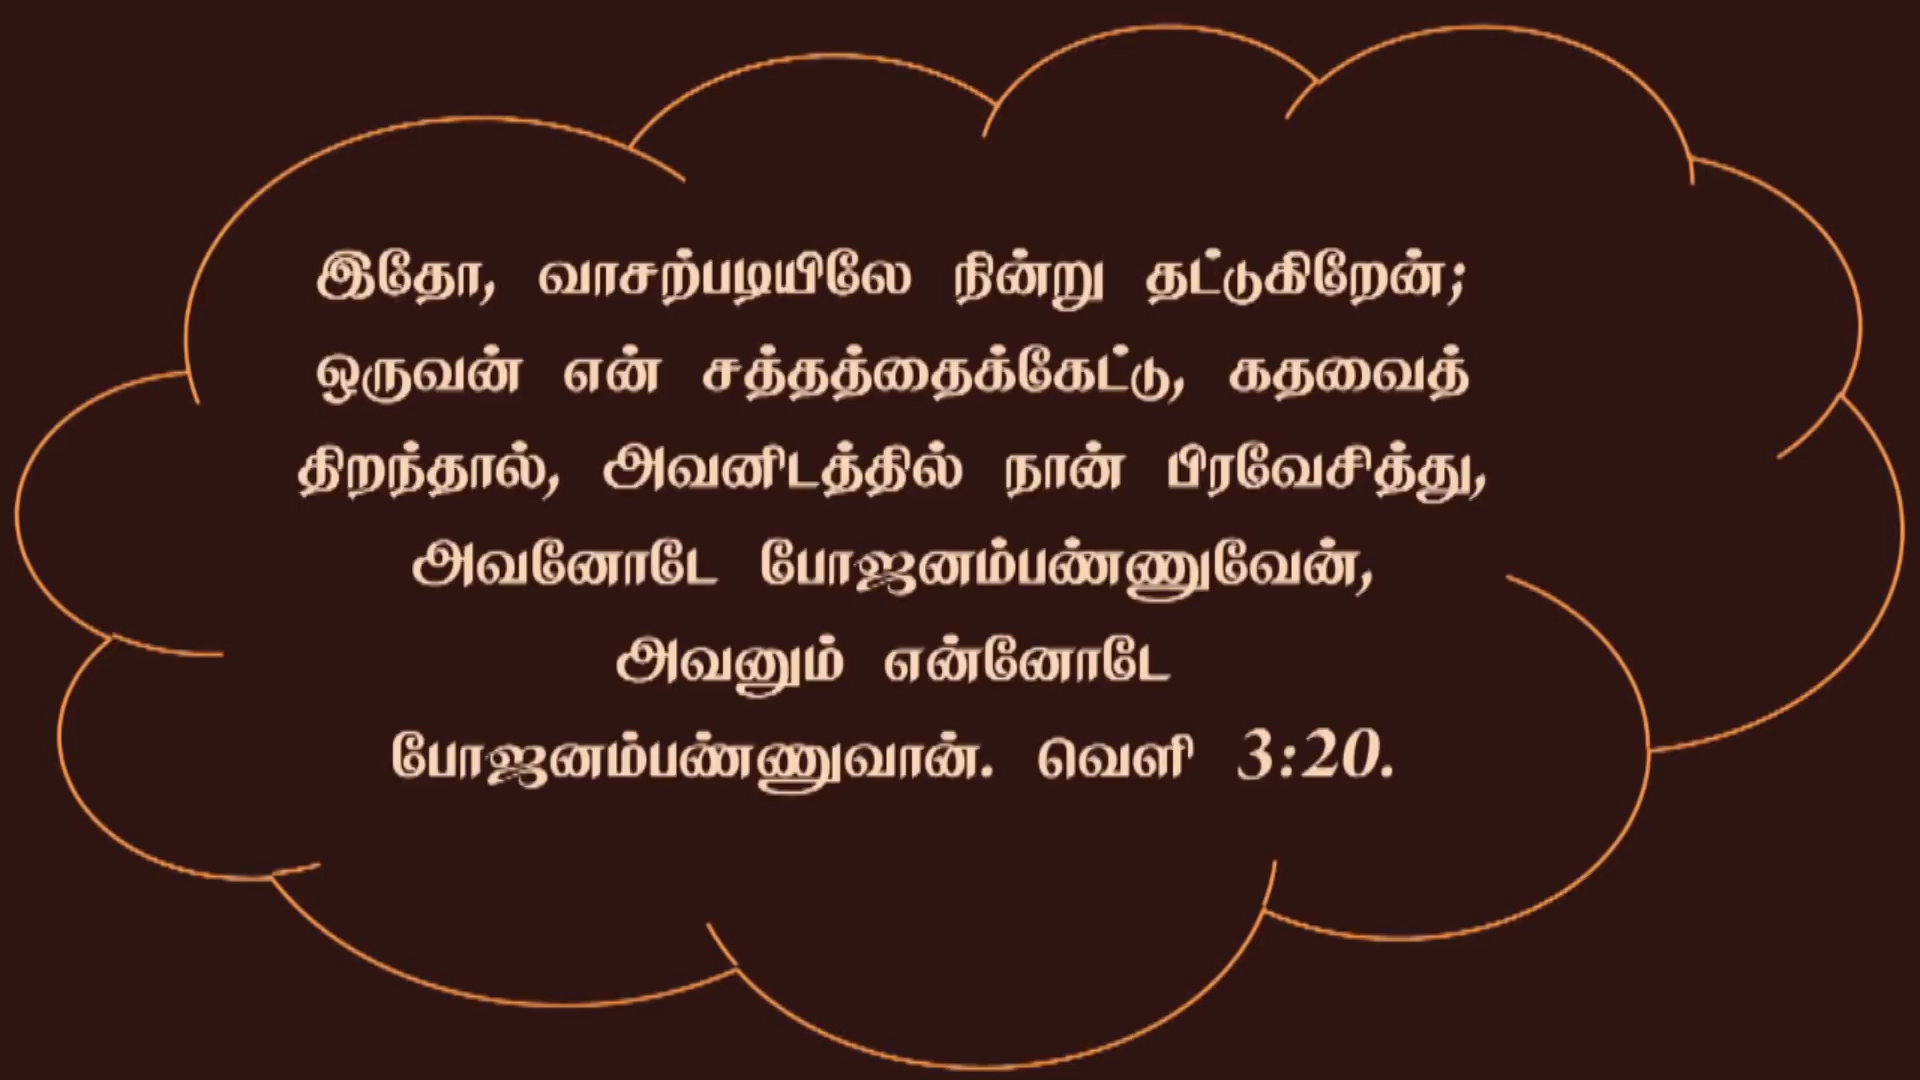 இதோ, வாசற்படியிலே நின்று தட்டுகிறேன்;
ஒருவன் என் சத்தத்தைக்கேட்டு, கதவைத்
திறந்தால், அவனிடத்தில் நான் பிரவேசித்து,
அவனோடே போஜனம்பண்ணுவேன்,
அவனும் என்னோடே
போஜனம்பண்ணுவான். வெளி 3:20.